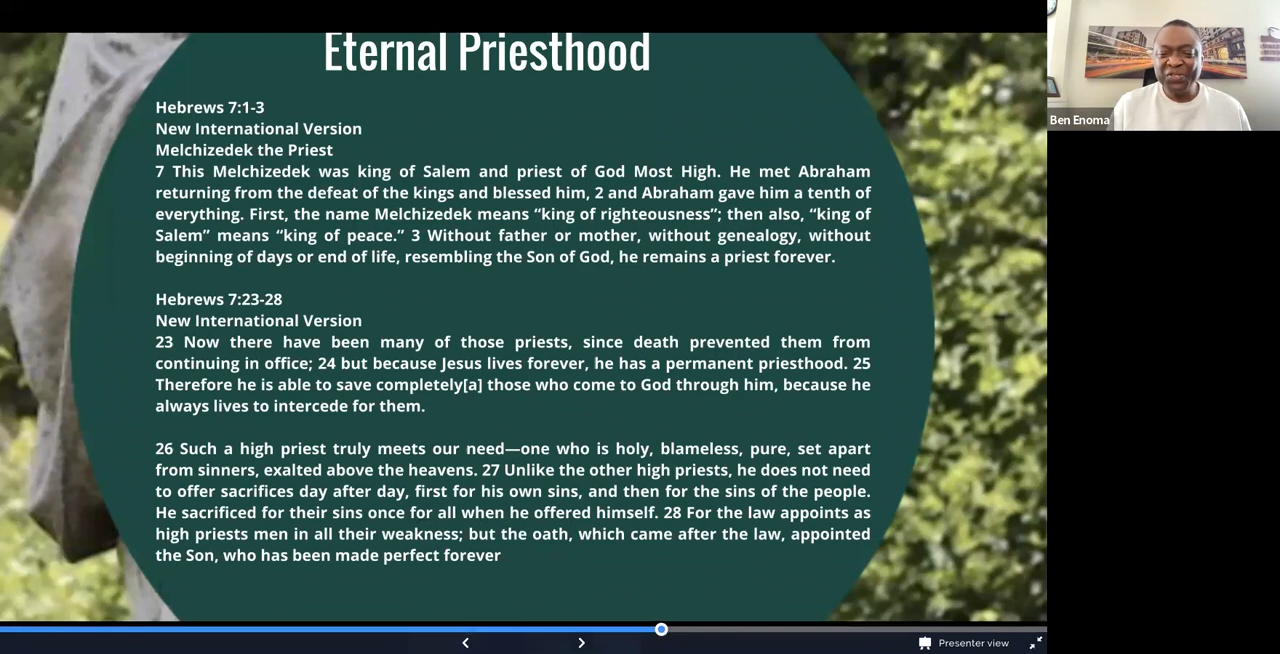 Eternal Priesthood
Ben Enoma
Hebrews 7:1-3
New International Version
Melchizedek the Priest
7 This Melchizedek was king of Salem and priest of God Most High. He met Abraham
returning from the defeat of the kings and blessed him, 2 and Abraham gave him a tenth of
everything. First, the name Melchizedek means “king of righteousness”; then also, “king of
Salem” means “king of peace.” 3 Without father or mother, without genealogy, without
beginning of days or end of life, resembling the Son of God, he remains a priest forever.
Hebrews 7:23-28
New International Version
23 Now there have been many of those priests, since death prevented them from
continuing in office; 24 but because Jesus lives forever, he has a permanent priesthood. 25
Therefore he is able to save completely[a] those who come to God through him, because he
always lives to intercede for them.
26 Such a high priest truly meets our need—one who is holy, blameless, pure, set apart
from sinners, exalted above the heavens. 27 Unlike the other high priests, he does not need
to offer sacrifices day after day, first for his own sins, and then for the sins of the people.
He sacrificed for their sins once for all when he offered himself. 28 For the law appoints as
high priests men in all their weakness; but the oath, which came after the law, appointed
the Son, who has been made perfect forever
Presenter view